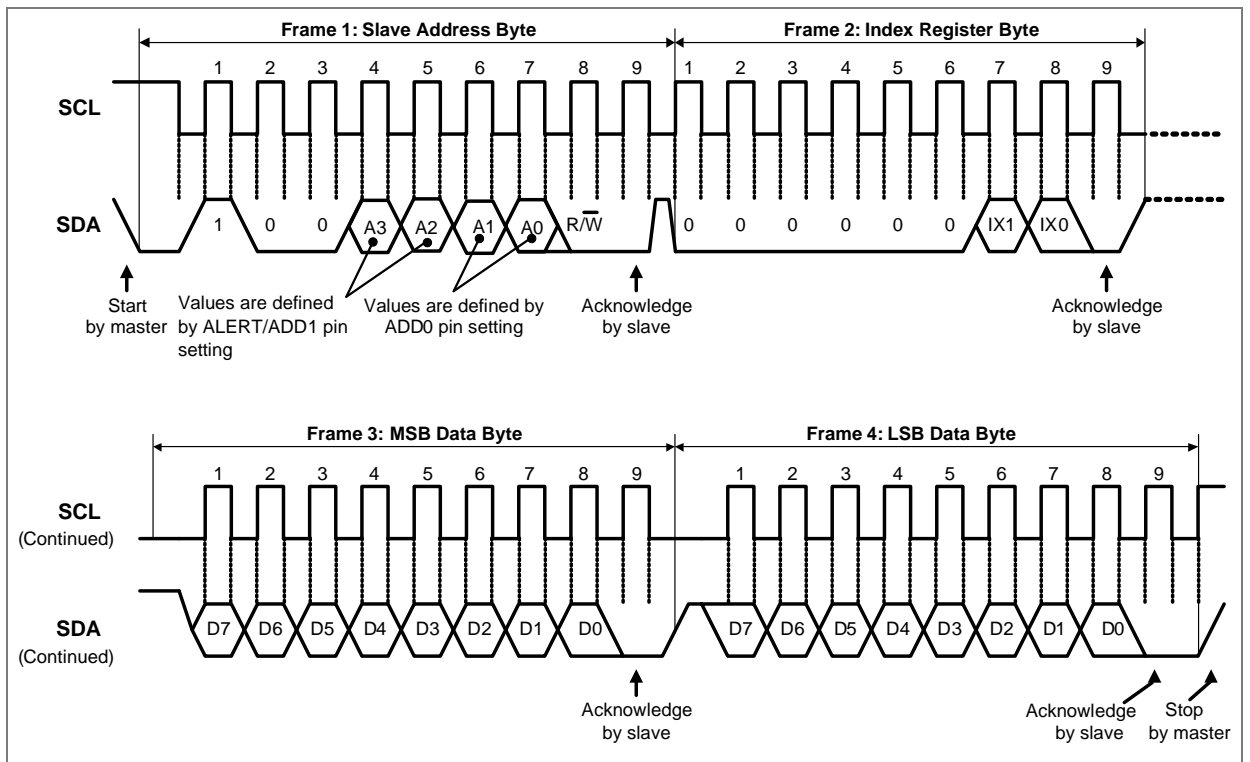 Frame 1: Slave Address Byte
Frame 2: Index Register Byte
1 2 3 4 5 6 7 8 9 1 2 3 4 5 6 7 8 9
SCL
SDA
1 0 0 A3 A2 A1 A0 R/W̅ 0 0 0 0 0 0 IX1 IX0
Start
by master
Values are defined
by ALERT/ADD1 pin
setting
Values are defined by
ADD0 pin setting
Acknowledge
by slave
Acknowledge
by slave
Frame 3: MSB Data Byte
Frame 4: LSB Data Byte
1 2 3 4 5 6 7 8 9 1 2 3 4 5 6 7 8 9
SCL
(Continued)
SDA
(Continued)
D7 D6 D5 D4 D3 D2 D1 D0 D7 D6 D5 D4 D3 D2 D1 D0
Acknowledge
by slave
Acknowledge
by slave
Stop
by master